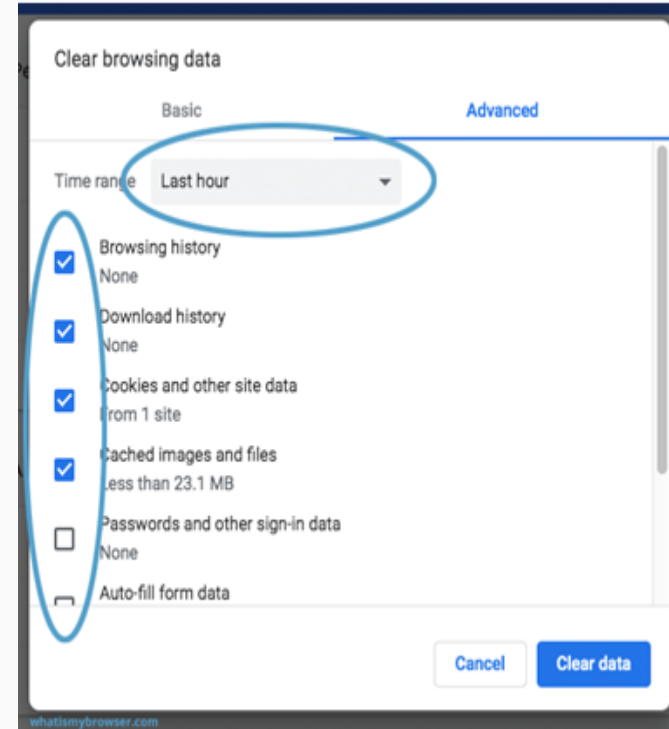 Clear browsing data
Basic Advanced
Time range Last hour
Browsing history
None
Download history
None
Cookies and other site data
From 1 site
Cached images and files
Less than 23.1 MB
Passwords and other sign-in data
None
Auto-fill form data
Cancel Clear data
whatismybrowser.com